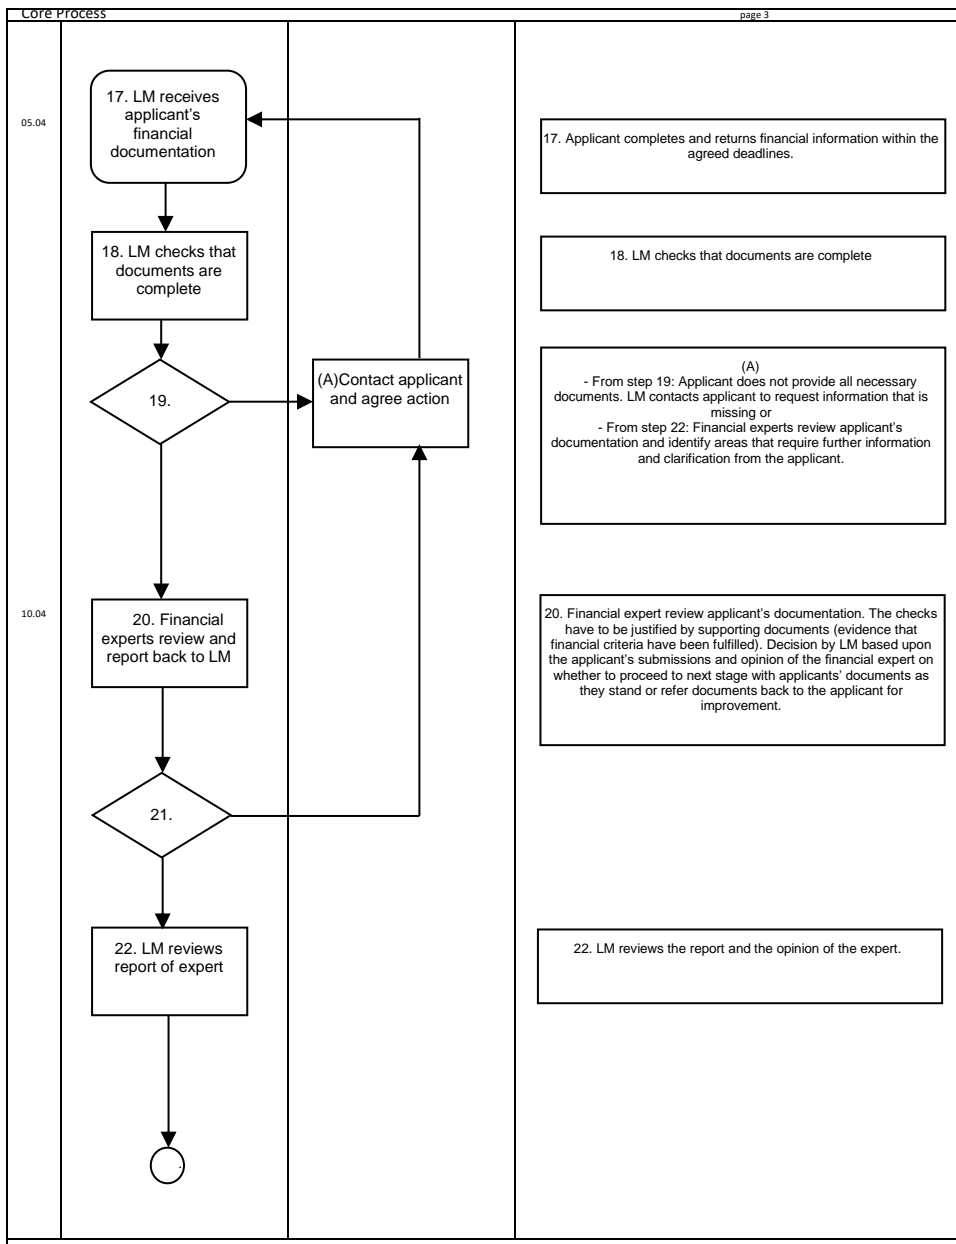 Core Process
page 3
17. LM receives
applicant's
financial
documentation
05.04
17. Applicant completes and returns financial information within the
agreed deadlines.
18. LM checks that
documents are
complete
18. LM checks that documents are complete
19.
(A)Contact applicant
and agree action
(A)
- From step 19: Applicant does not provide all necessary
documents. LM contacts applicant to request information that is
missing or
- From step 22: Financial experts review applicant's
documentation and identify areas that require further information
and clarification from the applicant.
10.04
20. Financial
experts review and
report back to LM
20. Financial expert review applicant's documentation. The checks
have to be justified by supporting documents (evidence that
financial criteria have been fulfilled). Decision by LM based upon
the applicant's submissions and opinion of the financial expert on
whether to proceed to next stage with applicants' documents as
they stand or refer documents back to the applicant for
improvement.
21.
22. LM reviews
report of expert
22. LM reviews the report and the opinion of the expert.
.